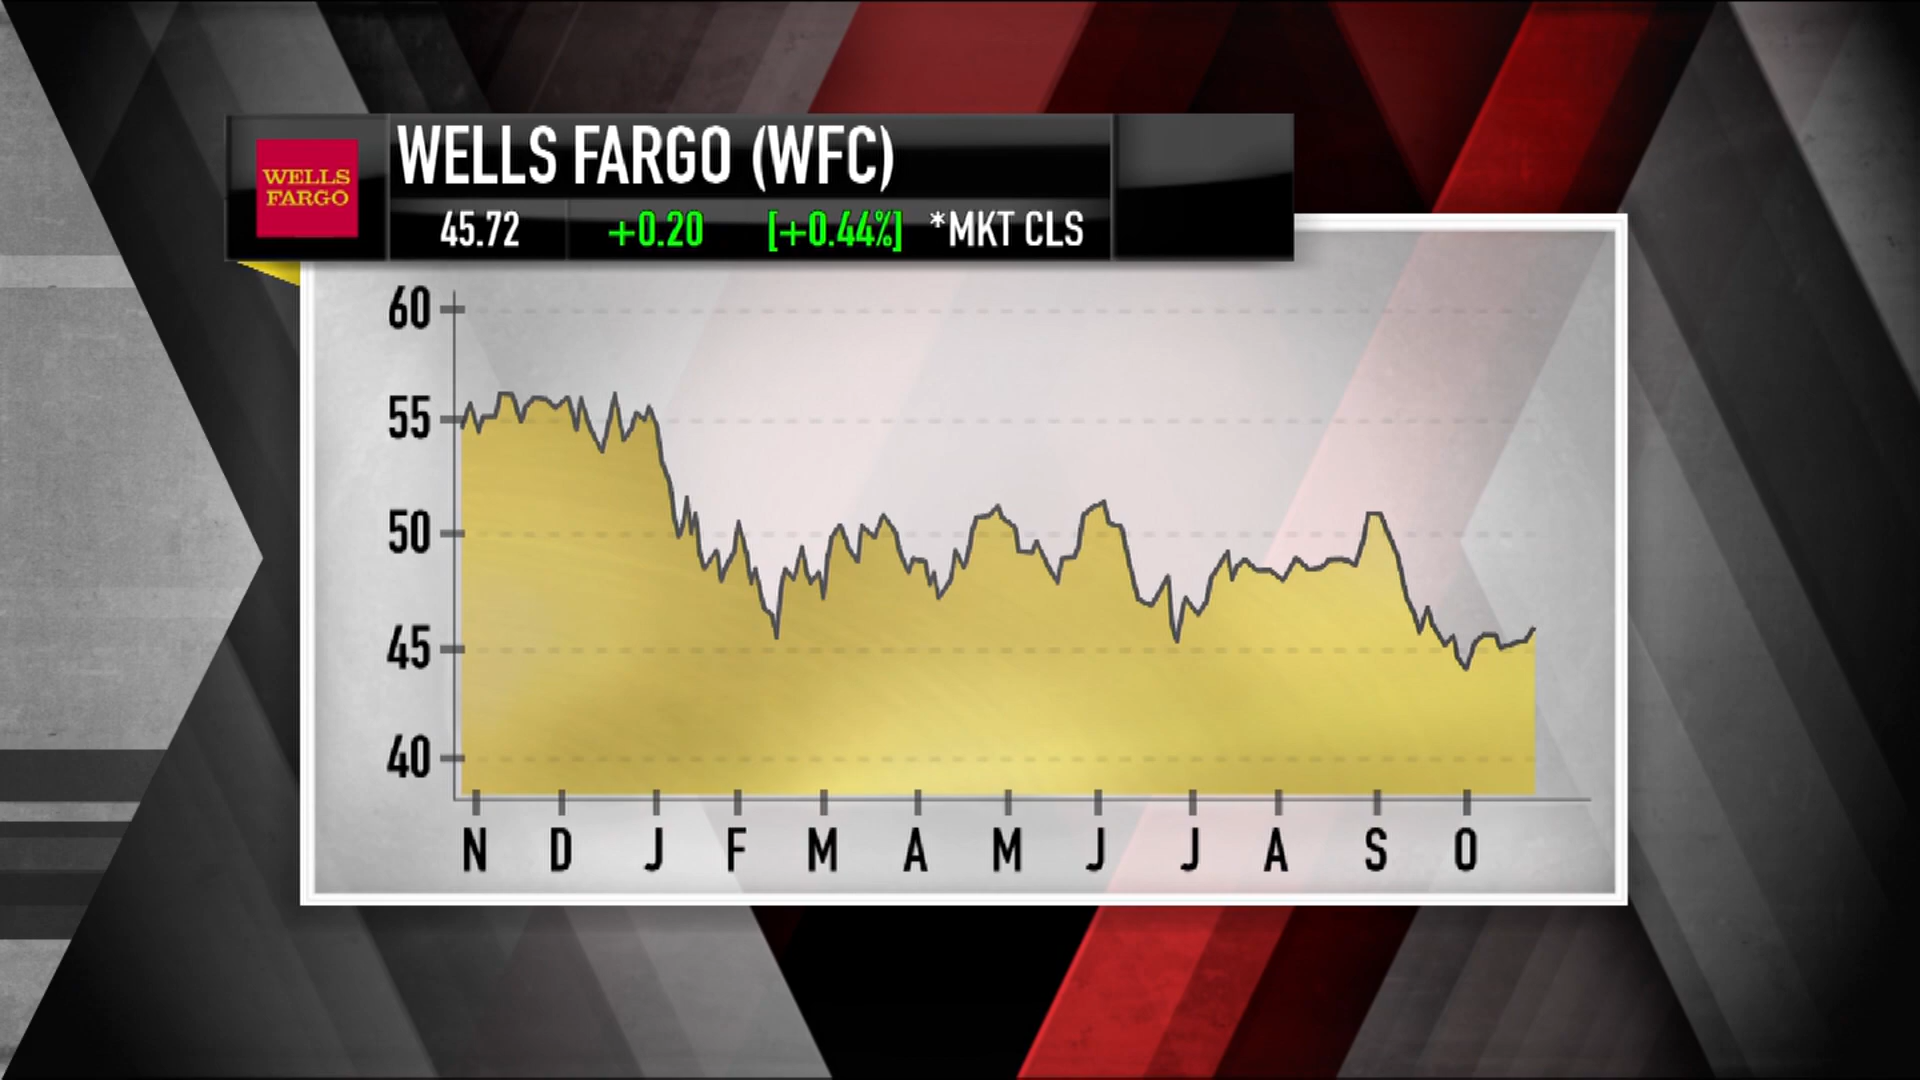 WELLS
FARGO
WELLS FARGO (WFC)
45.72 +0.20 [+0.44%] *MKT CLS
60
55
50
45
40
N D J F M A M J J A S O